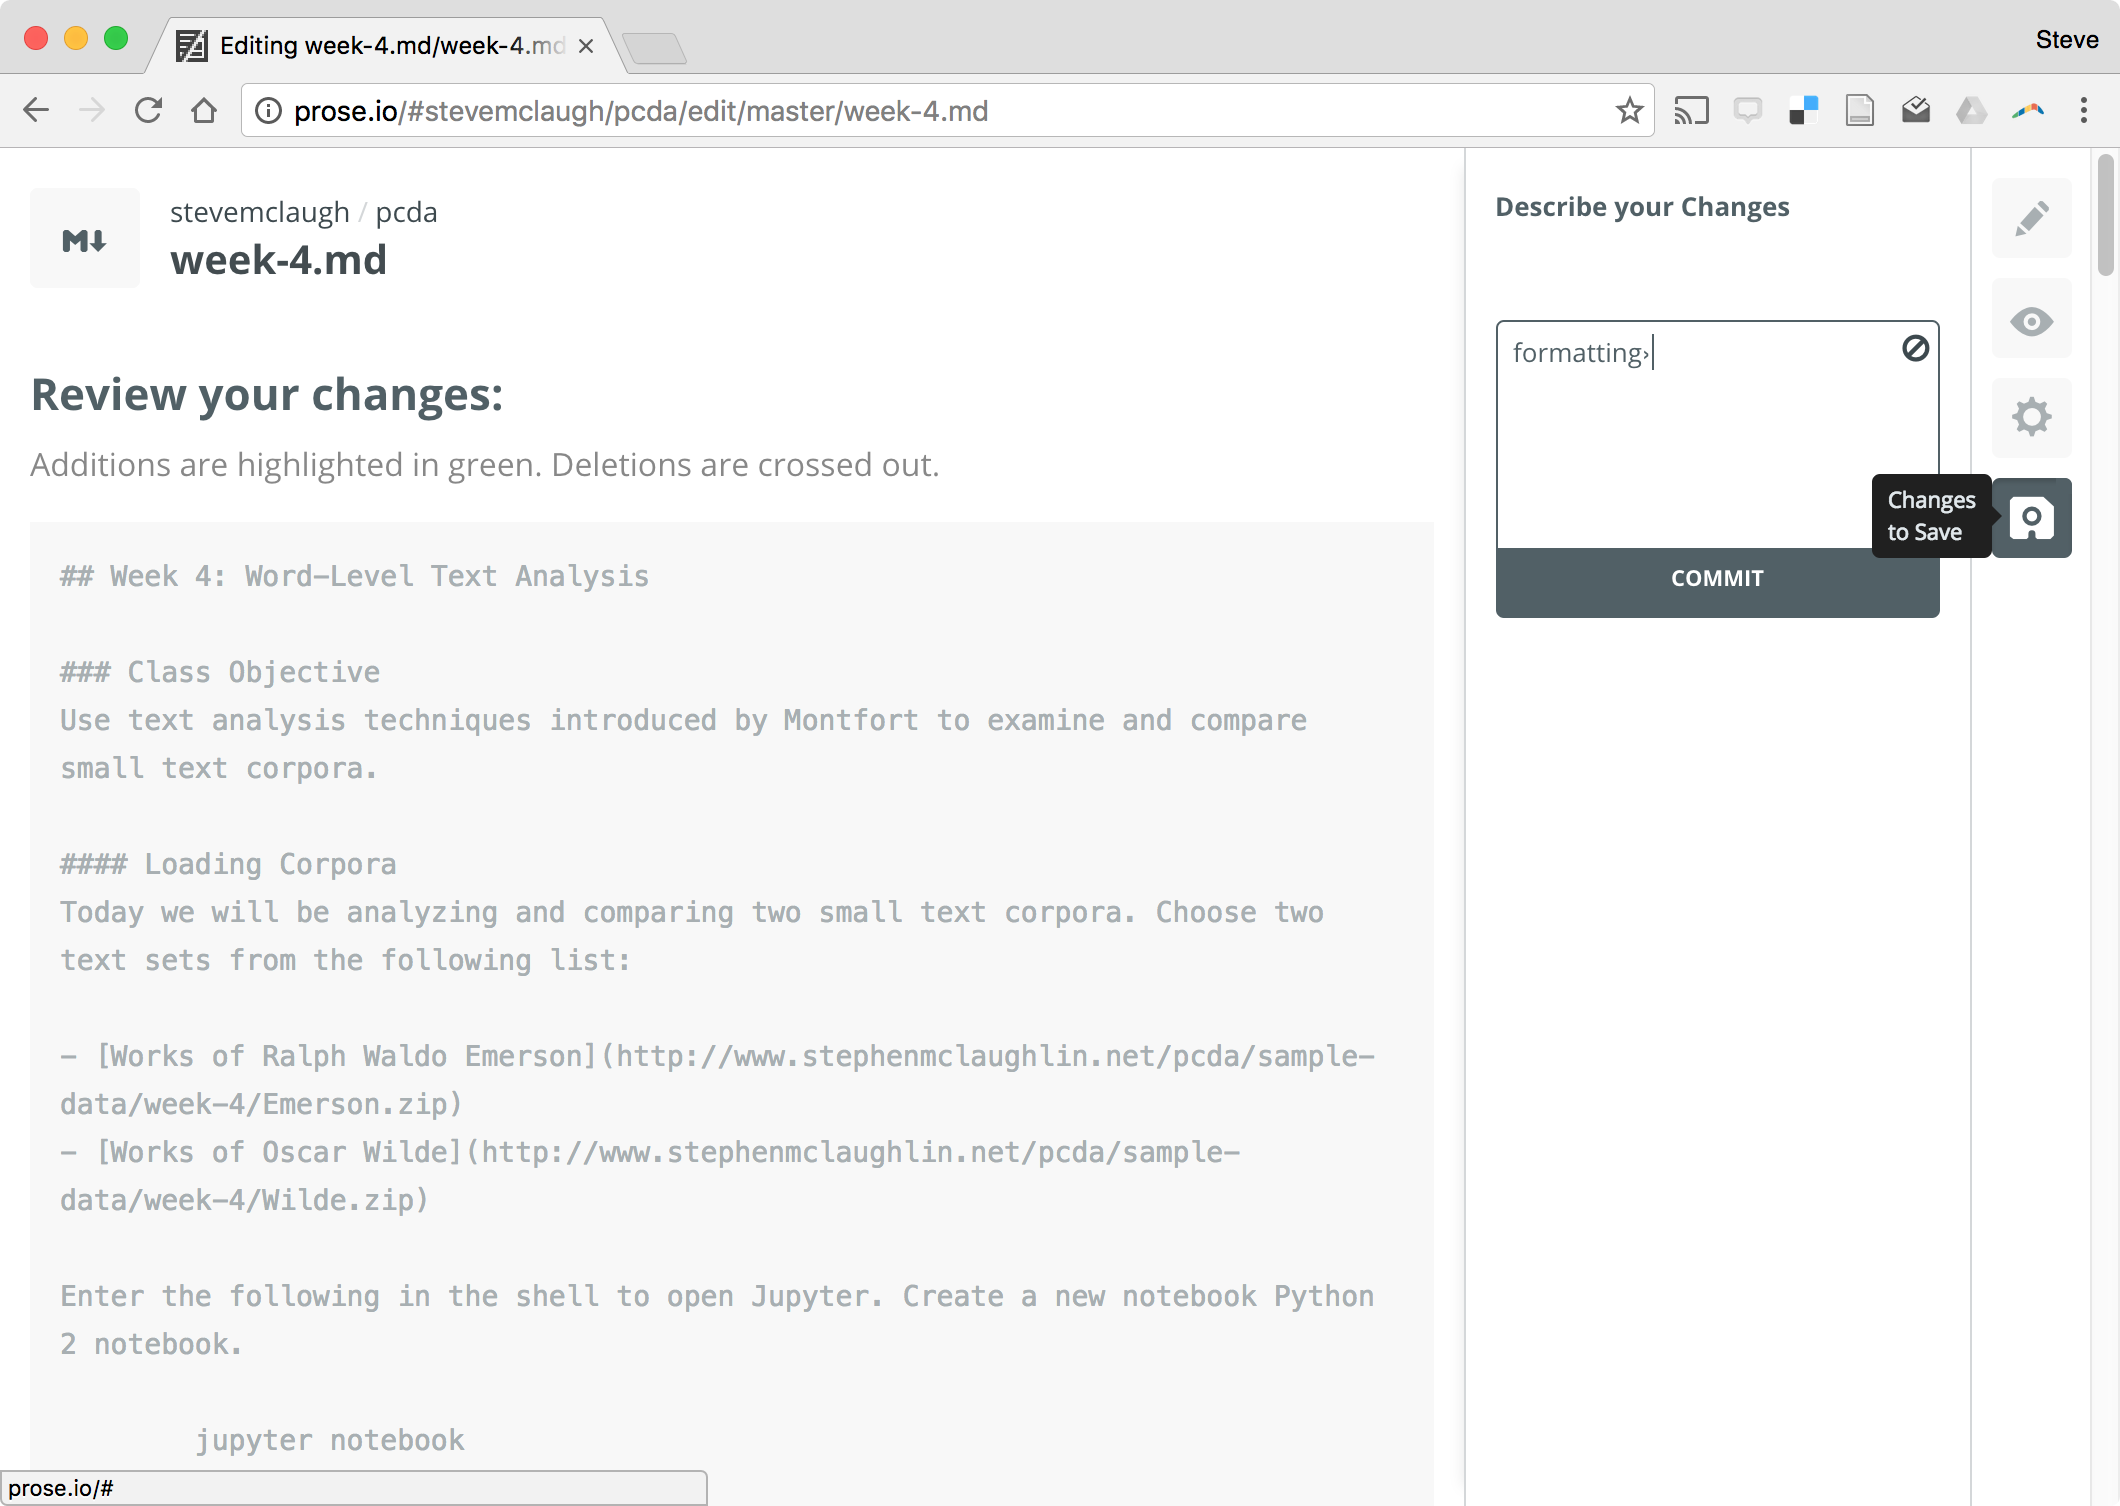 Editing week-4.md/week-4.md
Steve
prose.io/#stevemclaugh/pcda/edit/master/week-4.md
M
stevemclaugh / pcda
week-4.md
Review your changes:
Additions are highlighted in green. Deletions are crossed out.
## Week 4: Word-Level Text Analysis
### Class Objective
Use text analysis techniques introduced by Montfort to examine and compare
small text corpora.
#### Loading Corpora
Today we will be analyzing and comparing two small text corpora. Choose two
text sets from the following list:
- [Works of Ralph Waldo Emerson](http://www.stephenmclaughlin.net/pcda/sample-
data/week-4/Emerson.zip)
- [Works of Oscar Wilde](http://www.stephenmclaughlin.net/pcda/sample-
data/week-4/Wilde.zip)
Enter the following in the shell to open Jupyter. Create a new notebook Python
2 notebook.
jupyter notebook
Describe your Changes
formatting›
COMMIT
Changes
to Save
prose.io/#